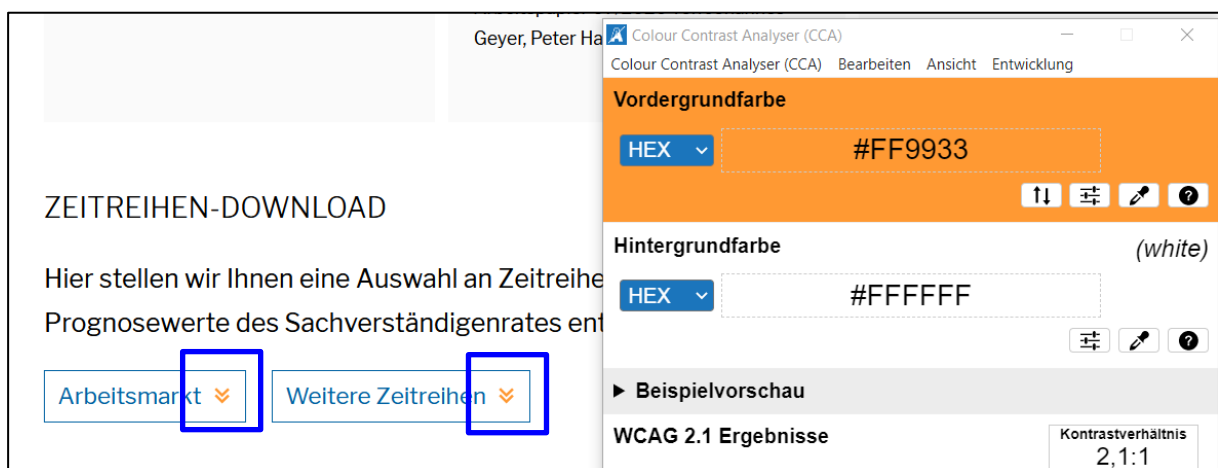 Geyer, Peter Ha
ZEITREIHEN-DOWNLOAD
Hier stellen wir Ihnen eine Auswahl an Zeitreihe
Prognosewerte des Sachverständigenrates ent
Arbeitsmarkt
Weitere Zeitreihen
Colour Contrast Analyser (CCA)
Colour Contrast Analyser (CCA) Bearbeiten Ansicht Entwicklung
Vordergrundfarbe
HEX #FF9933
Hintergrundfarbe (white)
HEX #FFFFFF
Beispielvorschau
WCAG 2.1 Ergebnisse
Kontrastverhältnis
2,1:1